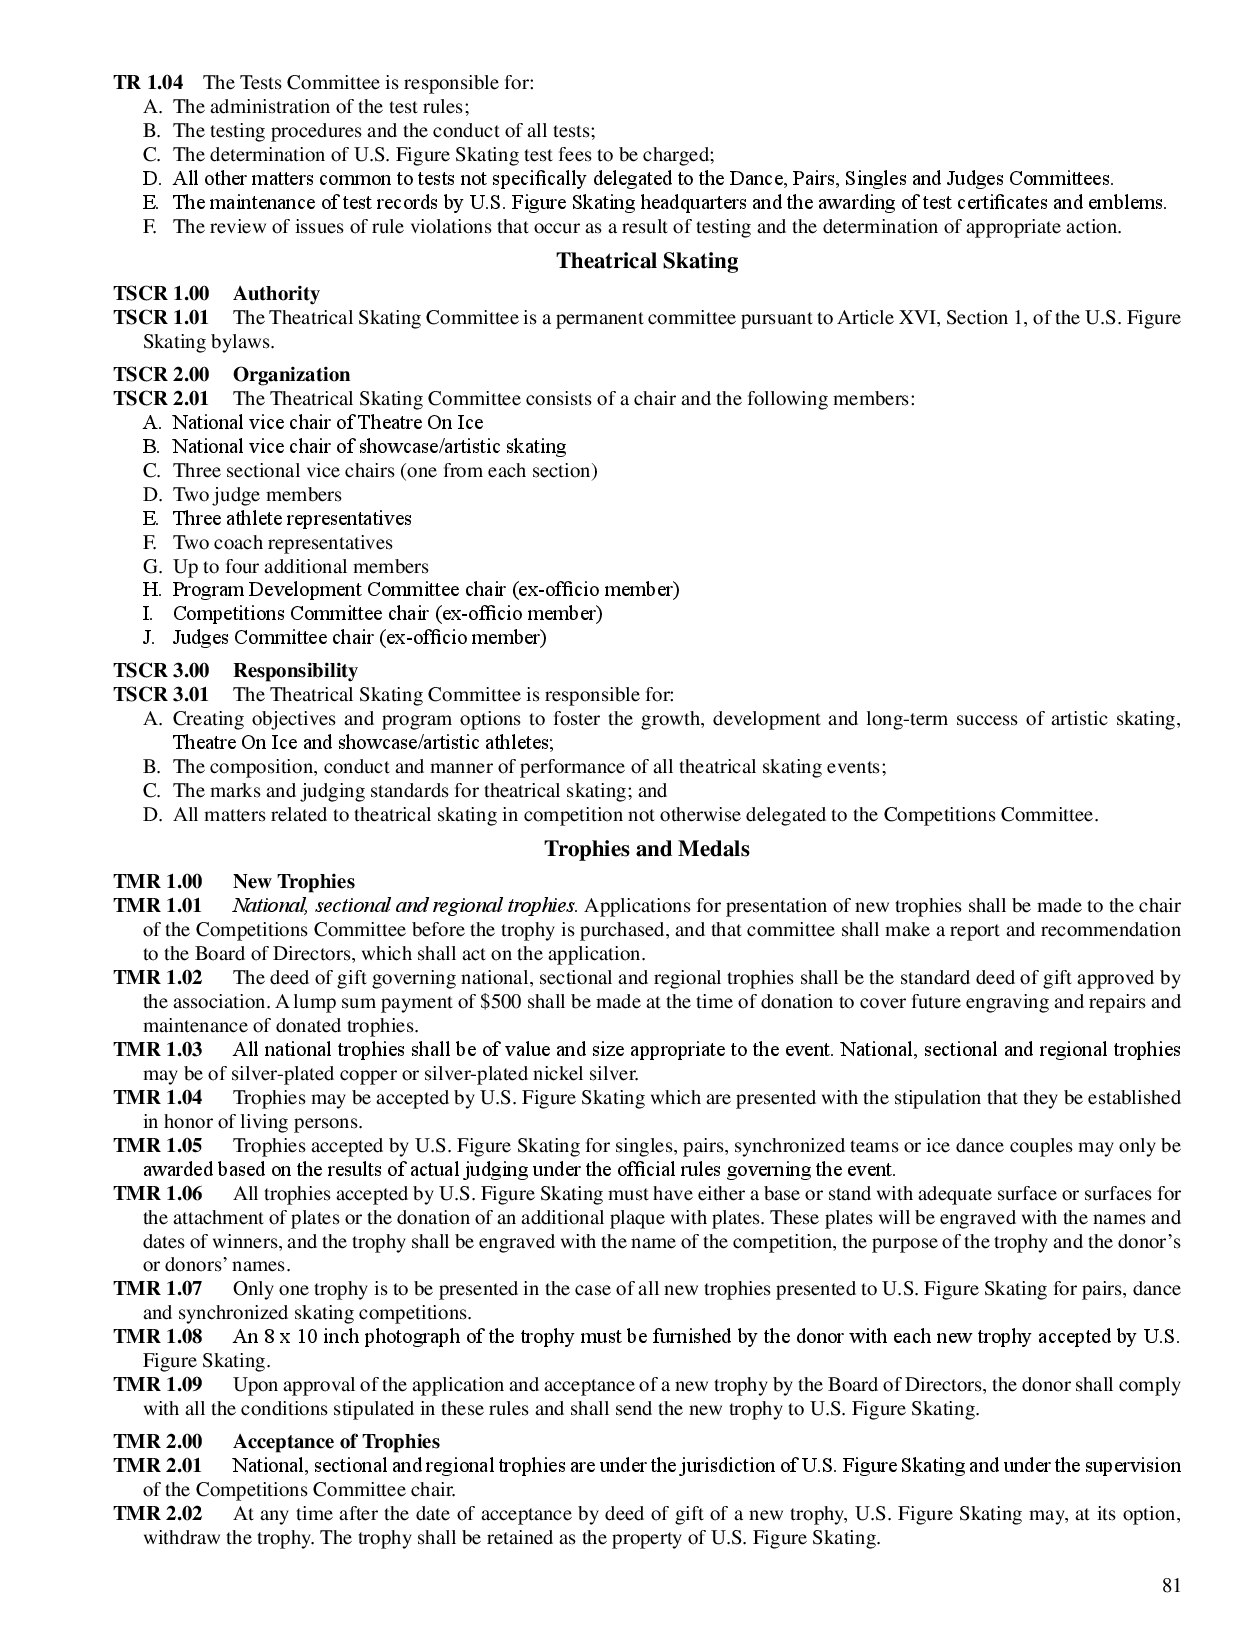 TR 1.04 The Tests Committee is responsible for:
A. The administration of the test rules;
B. The testing procedures and the conduct of all tests;
C. The determination of U.S. Figure Skating test fees to be charged;
D. All other matters common to tests not specifically delegated to the Dance, Pairs, Singles and Judges Committees.
E. The maintenance of test records by U.S. Figure Skating headquarters and the awarding of test certificates and emblems.
F. The review of issues of rule violations that occur as a result of testing and the determination of appropriate action.
Theatrical Skating
TSCR 1.00 Authority
TSCR 1.01 The Theatrical Skating Committee is a permanent committee pursuant to Article XVI, Section 1, of the U.S. Figure
Skating bylaws.
TSCR 2.00 Organization
TSCR 2.01 The Theatrical Skating Committee consists of a chair and the following members:
A. National vice chair of Theatre On Ice
B. National vice chair of showcase/artistic skating
C. Three sectional vice chairs (one from each section)
D. Two judge members
E. Three athlete representatives
F. Two coach representatives
G. Up to four additional members
H. Program Development Committee chair (ex-officio member)
I. Competitions Committee chair (ex-officio member)
J. Judges Committee chair (ex-officio member)
TSCR 3.00 Responsibility
TSCR 3.01 The Theatrical Skating Committee is responsible for:
A. Creating objectives and program options to foster the growth, development and long-term success of artistic skating,
Theatre On Ice and showcase/artistic athletes;
B. The composition, conduct and manner of performance of all theatrical skating events;
C. The marks and judging standards for theatrical skating; and
D. All matters related to theatrical skating in competition not otherwise delegated to the Competitions Committee.
Trophies and Medals
TMR 1.00 New Trophies
TMR 1.01 National, sectional and regional trophies. Applications for presentation of new trophies shall be made to the chair
of the Competitions Committee before the trophy is purchased, and that committee shall make a report and recommendation
to the Board of Directors, which shall act on the application.
TMR 1.02 The deed of gift governing national, sectional and regional trophies shall be the standard deed of gift approved by
the association. A lump sum payment of $500 shall be made at the time of donation to cover future engraving and repairs and
maintenance of donated trophies.
TMR 1.03 All national trophies shall be of value and size appropriate to the event. National, sectional and regional trophies
may be of silver-plated copper or silver-plated nickel silver.
TMR 1.04 Trophies may be accepted by U.S. Figure Skating which are presented with the stipulation that they be established
in honor of living persons.
TMR 1.05 Trophies accepted by U.S. Figure Skating for singles, pairs, synchronized teams or ice dance couples may only be
awarded based on the results of actual judging under the official rules governing the event.
TMR 1.06 All trophies accepted by U.S. Figure Skating must have either a base or stand with adequate surface or surfaces for
the attachment of plates or the donation of an additional plaque with plates. These plates will be engraved with the names and
dates of winners, and the trophy shall be engraved with the name of the competition, the purpose of the trophy and the donor’s
or donors’ names.
TMR 1.07 Only one trophy is to be presented in the case of all new trophies presented to U.S. Figure Skating for pairs, dance
and synchronized skating competitions.
TMR 1.08 An 8 x 10 inch photograph of the trophy must be furnished by the donor with each new trophy accepted by U.S.
Figure Skating.
TMR 1.09 Upon approval of the application and acceptance of a new trophy by the Board of Directors, the donor shall comply
with all the conditions stipulated in these rules and shall send the new trophy to U.S. Figure Skating.
TMR 2.00 Acceptance of Trophies
TMR 2.01 National, sectional and regional trophies are under the jurisdiction of U.S. Figure Skating and under the supervision
of the Competitions Committee chair.
TMR 2.02 At any time after the date of acceptance by deed of gift of a new trophy, U.S. Figure Skating may, at its option,
withdraw the trophy. The trophy shall be retained as the property of U.S. Figure Skating.
81